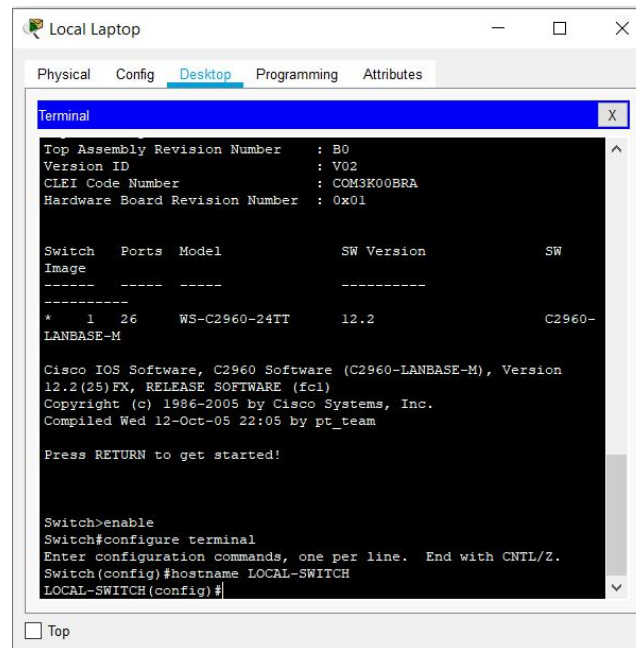 Local Laptop
Physical Config Desktop Programming Attributes
Terminal X
Top Assembly Revision Number : B0
Version ID : V02
CLEI Code Number : COM3K00BRA
Hardware Board Revision Number : 0x01
Switch Ports Model SW Version SW
Image
------ ----- ----- ---------- 
----------
* 1 26 WS-C2960-24TT 12.2 C2960-
LANBASE-M
Cisco IOS Software, C2960 Software (C2960-LANBASE-M), Version
12.2(25)FX, RELEASE SOFTWARE (fc1)
Copyright (c) 1986-2005 by Cisco Systems, Inc.
Compiled Wed 12-Oct-05 22:05 by pt_team
Press RETURN to get started!
Switch>enable
Switch#configure terminal
Enter configuration commands, one per line. End with CNTL/Z.
Switch(config)#hostname LOCAL-SWITCH
LOCAL-SWITCH(config)#
Top